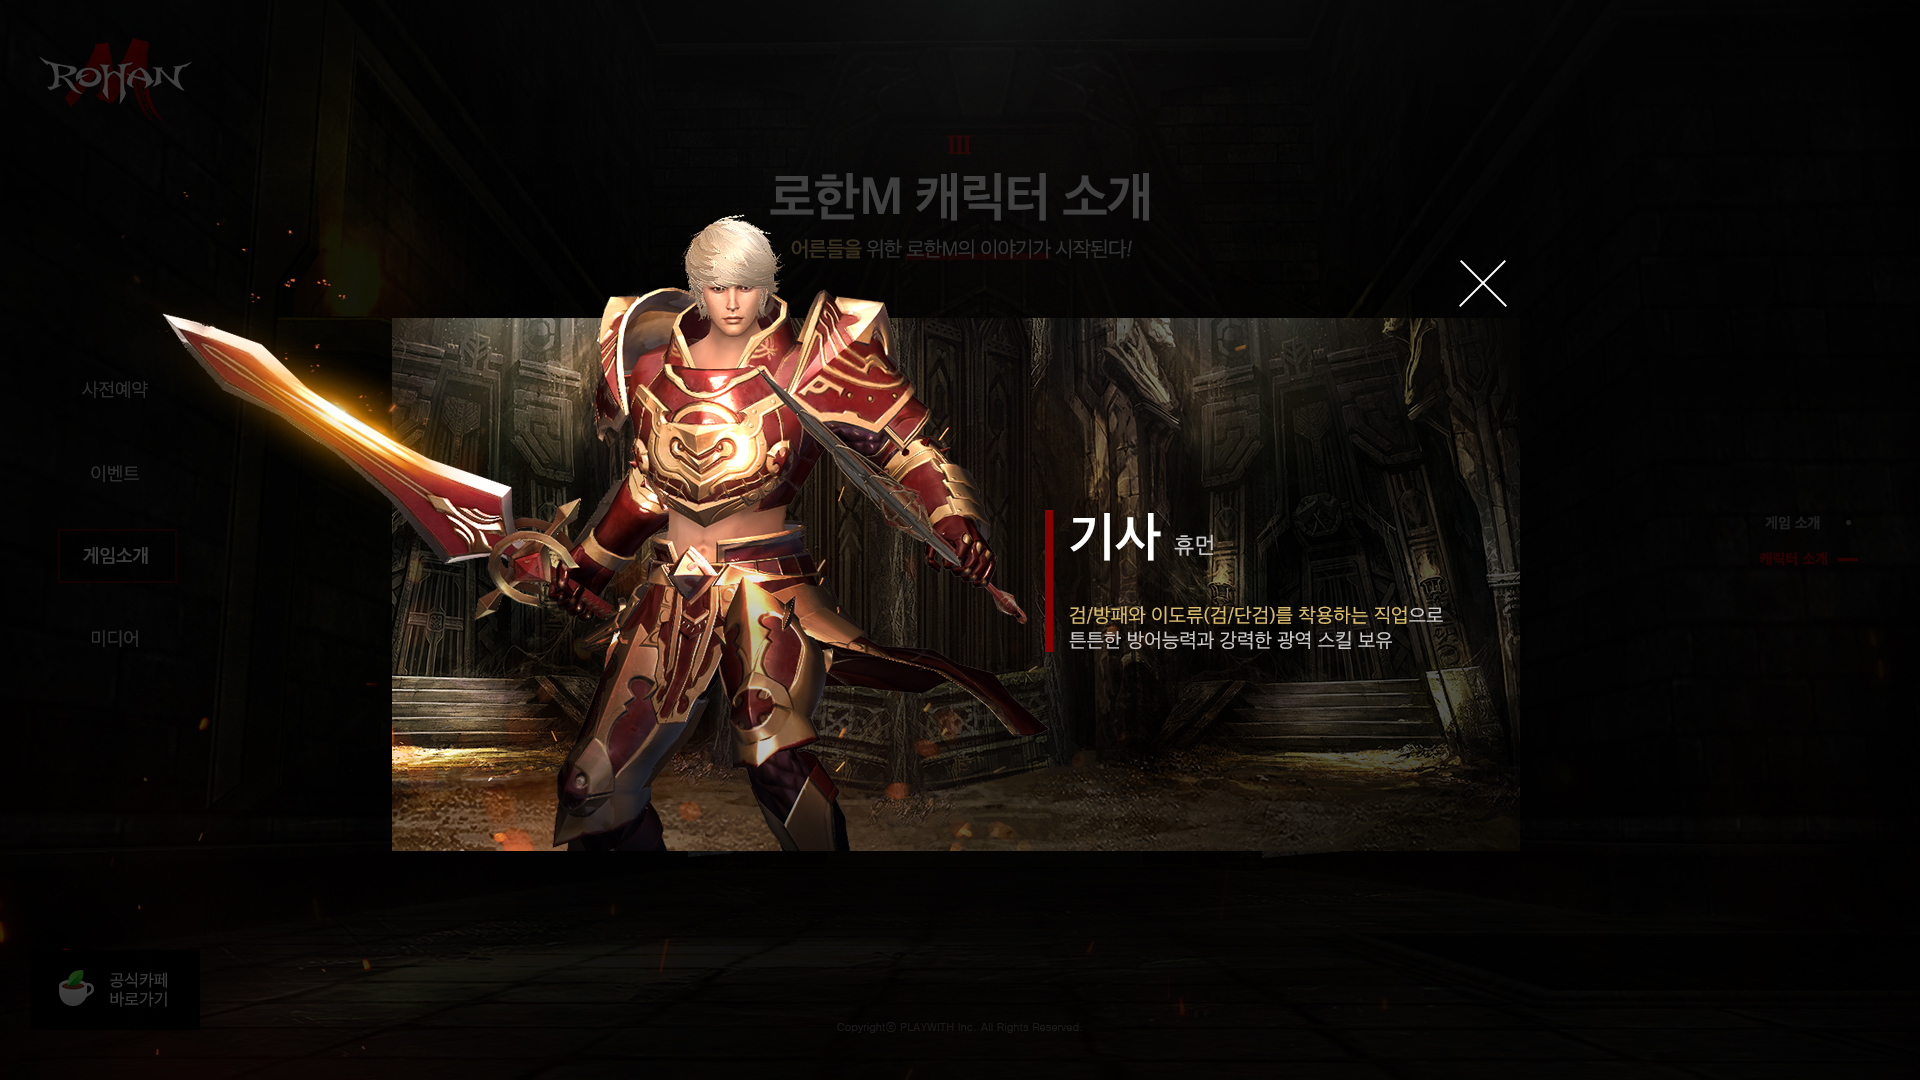 ROHAN M
III
로한M 캐릭터 소개
어른들을 위한 로한M의 이야기가 시작된다!
사전예약
이벤트
게임소개
미디어
기사 휴먼
검/방패와 이도류(검/단검)를 착용하는 직업으로
튼튼한 방어능력과 강력한 광역 스킬 보유
게임 소개
캐릭터 소개
공식카페
바로가기
Copyrightⓒ PLAYWITH Inc. All Rights Reserved.